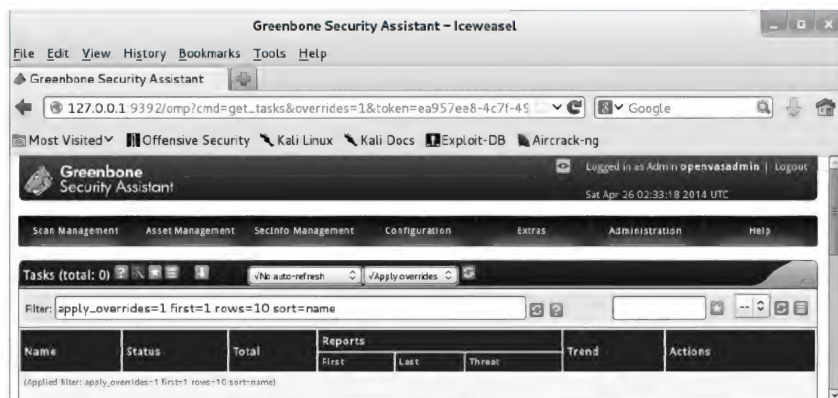 Greenbone Security Assistant – Iceweasel
File Edit View History Bookmarks Tools Help
Greenbone Security Assistant
127.0.0.1:9392/omp?cmd=get_tasks&overrides=1&token=ea957ee8-4c7f-49 Google
Most Visited Offensive Security Kali Linux Kali Docs Exploit-DB Aircrack-ng
Greenbone
Security Assistant
Logged in as Admin openvasadmin | Logout
Sat Apr 26 02:33:18 2014 UTC
Scan Management Asset Management SecInfo Management Configuration Extras Administration Help
Tasks (total: 0) √No auto-refresh √Apply overrides
Filter: apply_overrides=1 first=1 rows=10 sort=name --
Name Status Total Reports Trend Actions
First Last Threat
(Applied filter: apply_overrides=1 first=1 rows=10 sort=name)